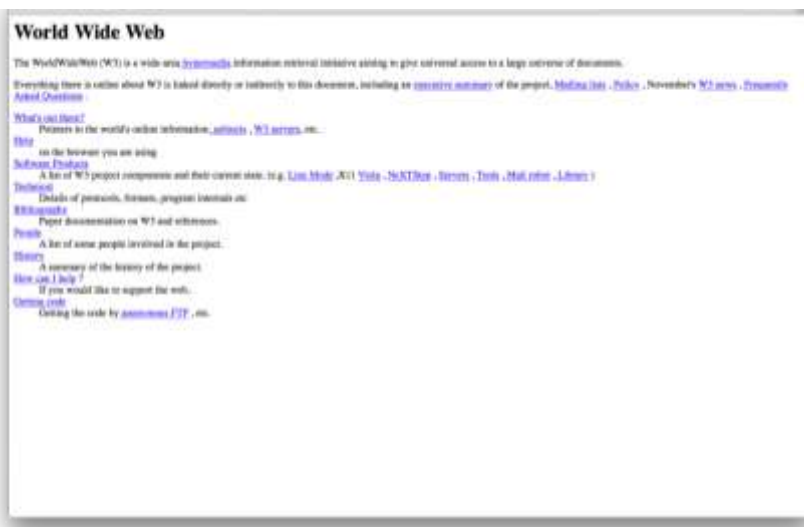 World Wide Web
The WorldWideWeb (W3) is a wide-area hypermedia information retrieval initiative aiming to give universal access to a large universe of documents.
Everything there is online about W3 is linked directly or indirectly to this document, including an executive summary of the project, Mailing lists , Policy , November's W3 news , Frequently
Asked Questions .
What's out there?
Pointers to the world's online information, subjects , W3 servers, etc.
Help
on the browser you are using
Software Products
A list of W3 project components and their current state. (e.g. Line Mode ,X11 Viola , NeXTStep , Servers , Tools , Mail robot , Library )
Technical
Details of protocols, formats, program internals etc
Bibliography
Paper documentation on W3 and references.
People
A list of some people involved in the project.
History
A summary of the history of the project.
How can I help ?
If you would like to support the web..
Getting code
Getting the code by anonymous FTP , etc.